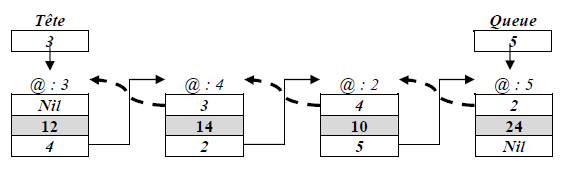 Tête Queue
3 5
@ : 3 @ : 4 @ : 2 @ : 5
Nil 3 4 2
12 14 10 24
4 2 5 Nil